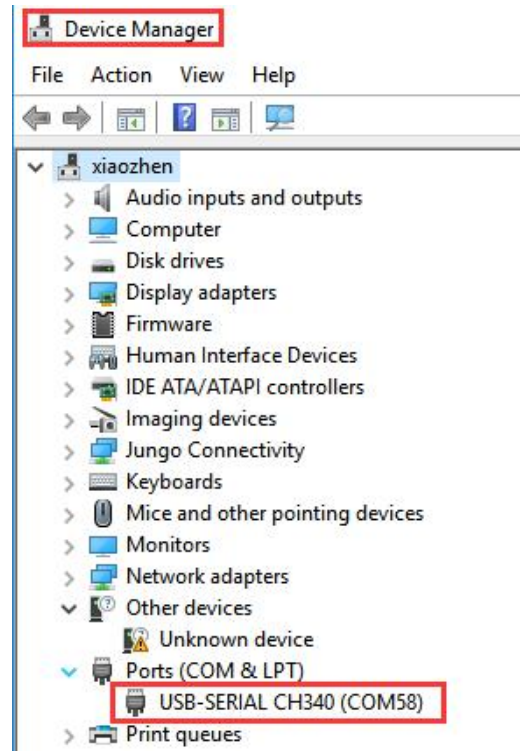 Device Manager
File Action View Help
xiaozhen
Audio inputs and outputs
Computer
Disk drives
Display adapters
Firmware
Human Interface Devices
IDE ATA/ATAPI controllers
Imaging devices
Jungo Connectivity
Keyboards
Mice and other pointing devices
Monitors
Network adapters
Other devices
Unknown device
Ports (COM & LPT)
USB-SERIAL CH340 (COM58)
Print queues